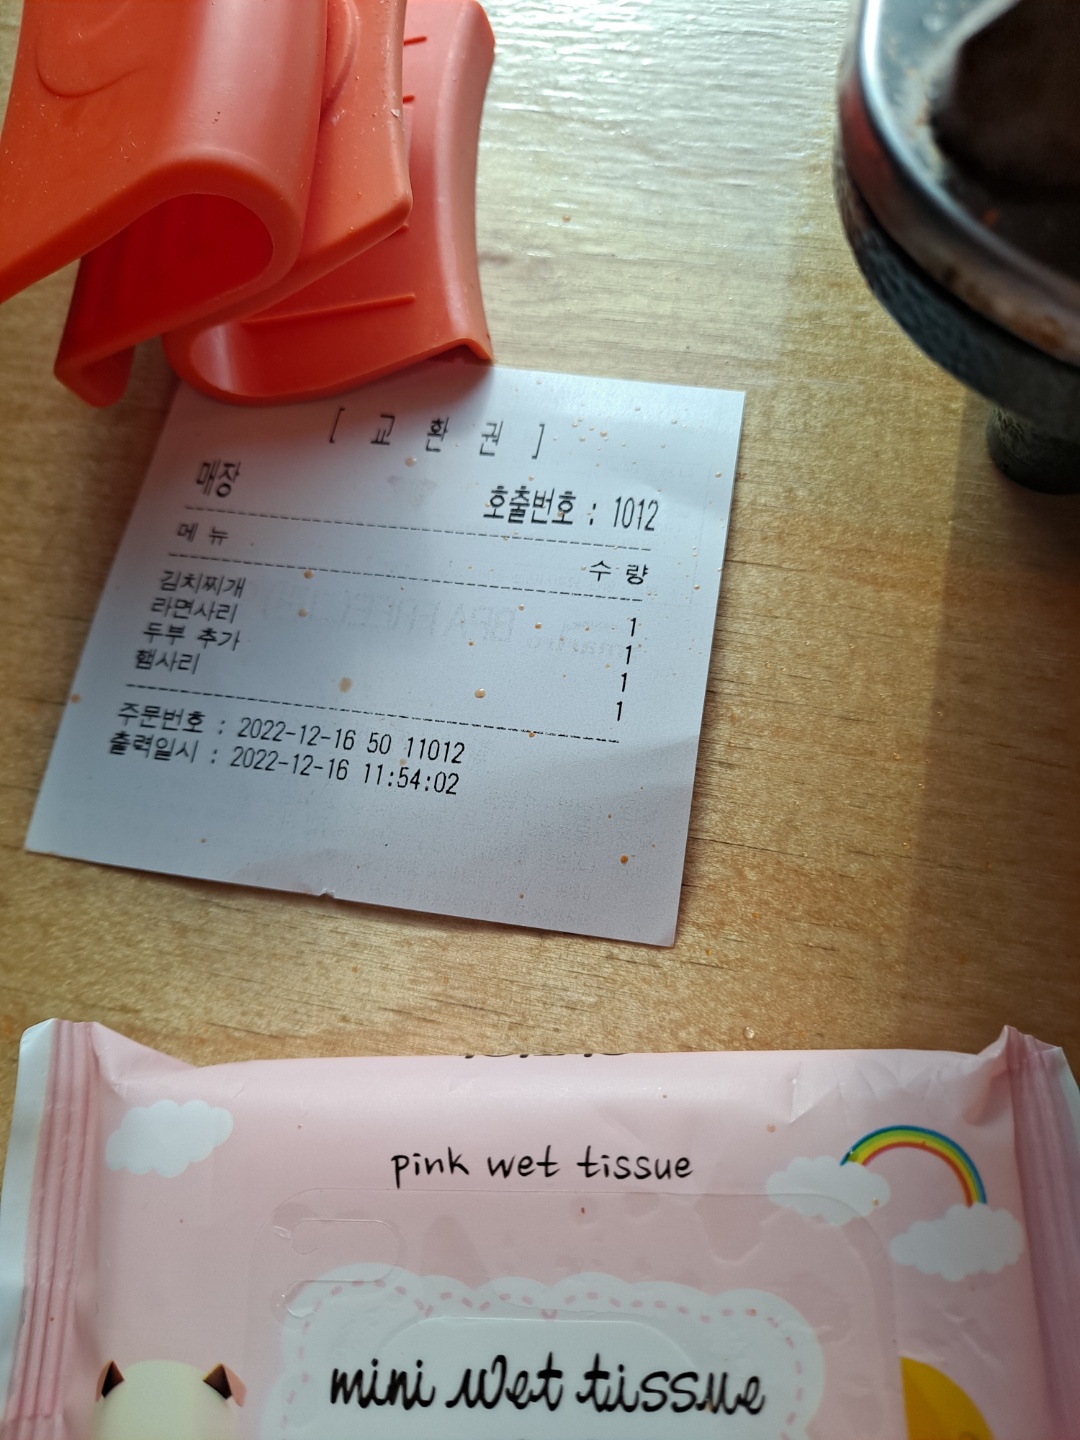 [ 교 환 권 ]
매장
호출번호 : 1012
메 뉴 수 량
김치찌개 1
라면사리 1
두부 추가 1
햄사리 1
주문번호 : 2022-12-16 50 11012
출력일시 : 2022-12-16 11:54:02
pink wet tissue
mini wet tissue